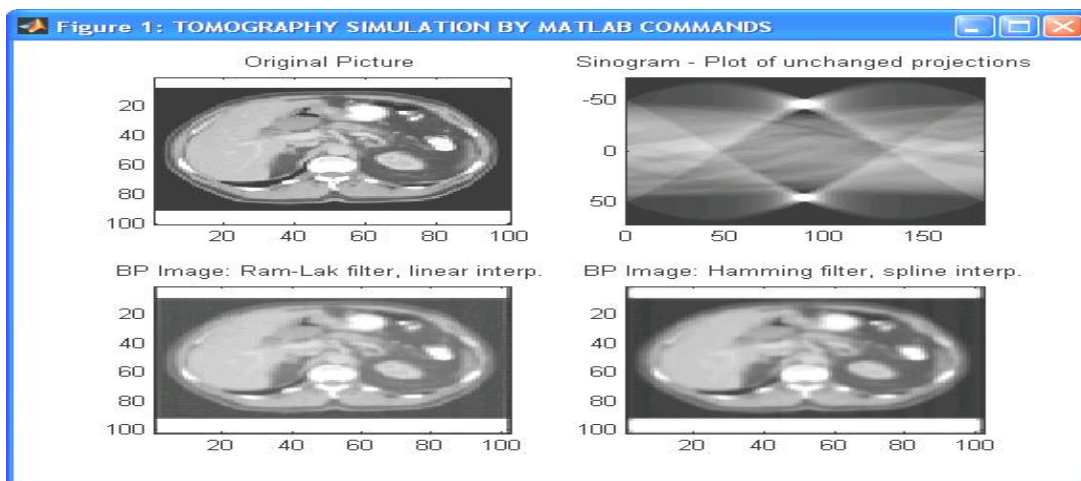 Figure 1: TOMOGRAPHY SIMULATION BY MATLAB COMMANDS
Original Picture
20
40
60
80
100
20 40 60 80 100
Sinogram - Plot of unchanged projections
-50
0
50
0 50 100 150
BP Image: Ram-Lak filter, linear interp.
20
40
60
80
100
20 40 60 80 100
BP Image: Hamming filter, spline interp.
20
40
60
80
100
20 40 60 80 100